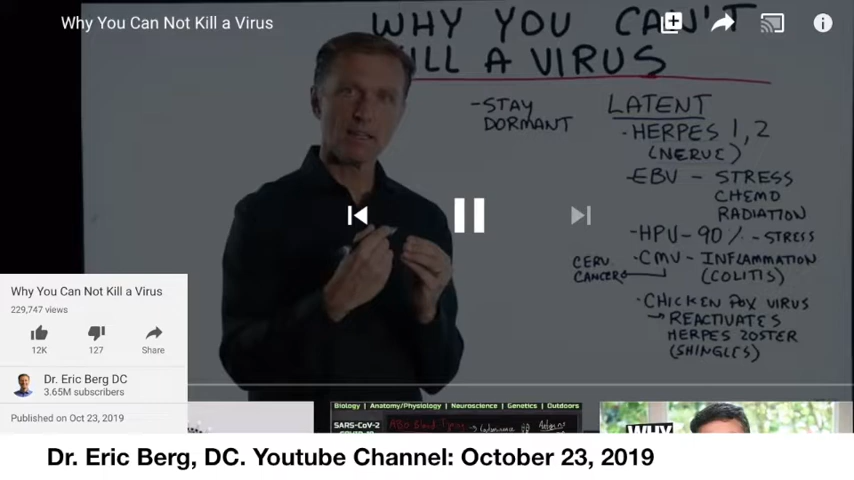 Why You Can Not Kill a Virus
WHY YOU CAN'T
KILL A VIRUS
-STAY
DORMANT
LATENT
·HERPES 1,2
(NERVE)
-EBV - STRESS
CHEMO
RADIATION
-HPV-90% - STRESS
·CMV- INFLAMMATION
(COLITIS)
CERV.
CANCER
·CHICKEN POX VIRUS
→REACTIVATES
HERPES ZOSTER
(SHINGLES)
Why You Can Not Kill a Virus
229,747 views
12K
127
Share
Dr. Eric Berg DC
3.65M subscribers
Published on Oct 23, 2019
Biology | Anatomy/Physiology | Neuroscience | Genetics | Outdoors
SARS-CoV-2
ABO Blood Typing
WHY
Dr. Eric Berg, DC. Youtube Channel: October 23, 2019